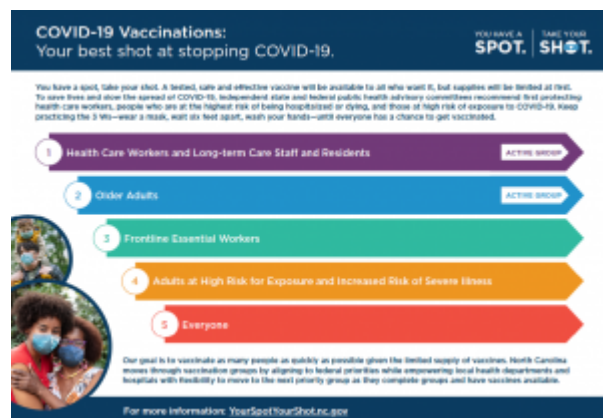 COVID-19 Vaccinations:
Your best shot at stopping COVID-19.
YOU HAVE A
SPOT.
TAKE YOUR
SHOT.
You have a spot, take your shot. A tested, safe and effective vaccine will be available to all who want it, but supplies will be limited at first.
To save lives and slow the spread of COVID-19, independent state and federal public health advisory committees recommend first protecting
health care workers, people who are at the highest risk of being hospitalized or dying, and those at high risk of exposure to COVID-19. Keep
practicing the 3 Ws—wear a mask, wait six feet apart, wash your hands—until everyone has a chance to get vaccinated.
1 Health Care Workers and Long-term Care Staff and Residents ACTIVE GROUP
2 Older Adults ACTIVE GROUP
3 Frontline Essential Workers
4 Adults at High Risk for Exposure and Increased Risk of Severe Illness
5 Everyone
Our goal is to vaccinate as many people as quickly as possible given the limited supply of vaccines. North Carolina
moves through vaccination groups by aligning to federal priorities while empowering local health departments and
hospitals with flexibility to move to the next priority group as they complete groups and have vaccines available.
For more information: YourSpotYourShot.nc.gov